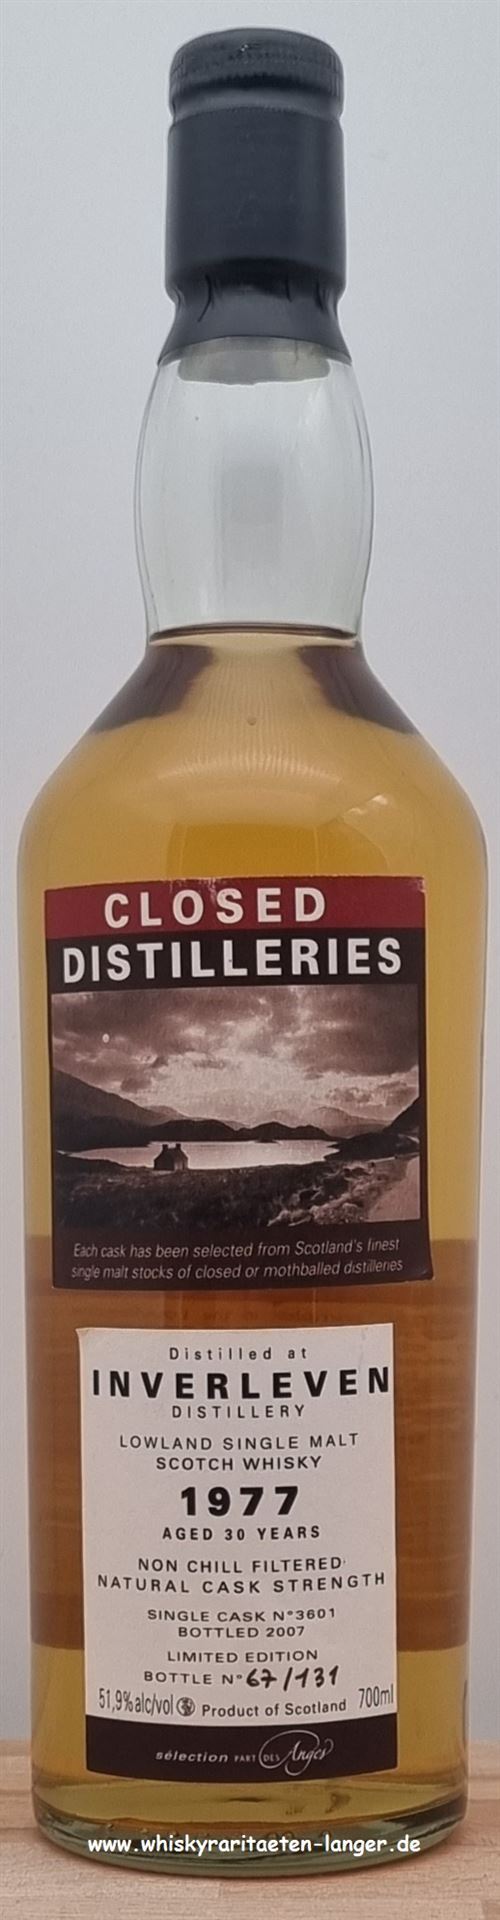 CLOSED
DISTILLERIES
Each cask has been selected from Scotland's finest
single malt stocks of closed or mothballed distilleries
Distilled at
INVERLEVEN
DISTILLERY
LOWLAND SINGLE MALT
SCOTCH WHISKY
1977
AGED 30 YEARS
NON CHILL FILTERED
NATURAL CASK STRENGTH
SINGLE CASK N°3601
BOTTLED 2007
LIMITED EDITION
BOTTLE N° 67/131
51,9%alc/vol Product of Scotland 700ml
sélection PART DES Anges
www.whiskyraritaeten-langer.de